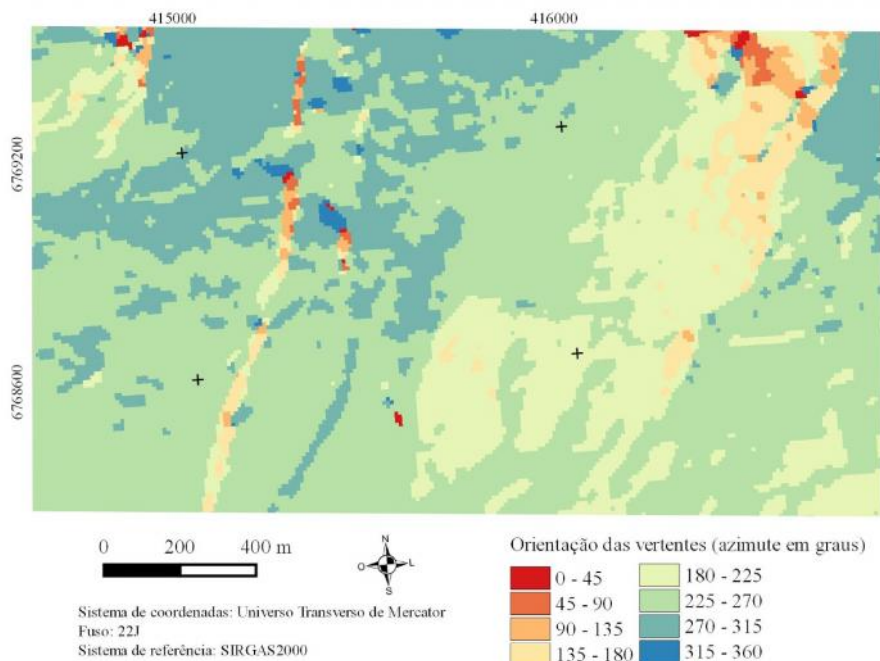 415000
416000
6769200
6768600
0 200 400 m
N
O L
S
Sistema de coordenadas: Universo Transverso de Mercator
Fuso: 22J
Sistema de referência: SIRGAS2000
Orientação das vertentes (azimute em graus)
0 - 45
45 - 90
90 - 135
135 - 180
180 - 225
225 - 270
270 - 315
315 - 360